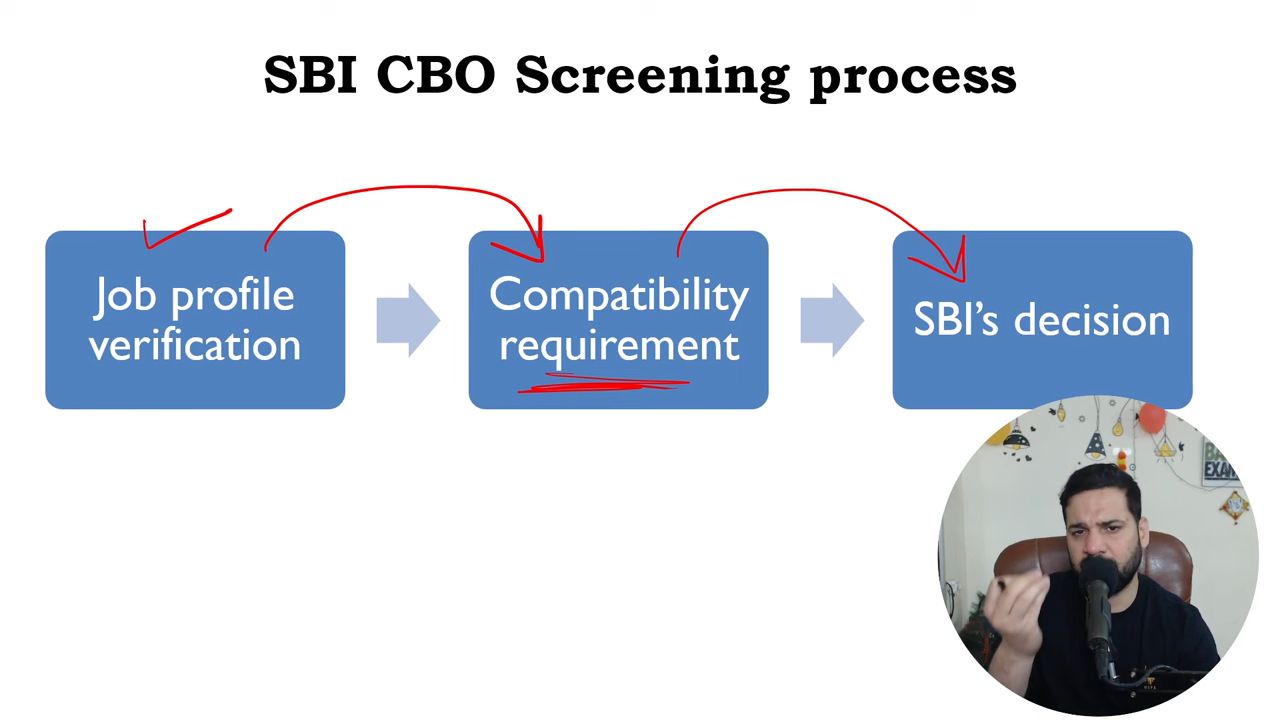 SBI CBO Screening process
Job profile
verification
Compatibility
requirement
SBI’s decision